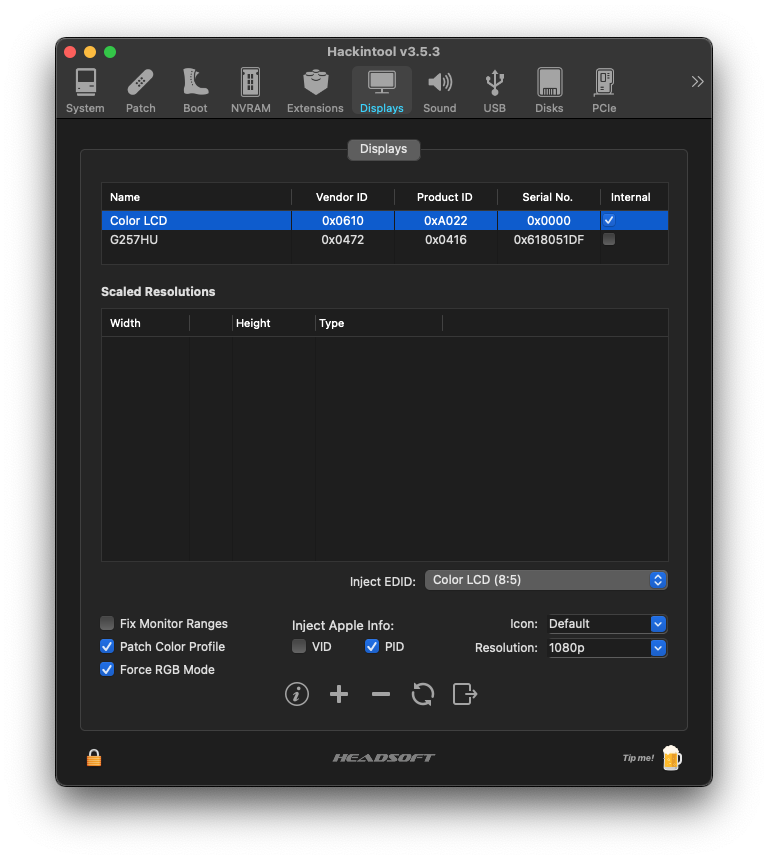 Hackintool v3.5.3
System Patch Boot NVRAM Extensions Displays Sound USB Disks PCIe
Displays
Name Vendor ID Product ID Serial No. Internal
Color LCD 0x0610 0xA022 0x0000
G257HU 0x0472 0x0416 0x618051DF
Scaled Resolutions
Width Height Type
Inject EDID: Color LCD (8:5)
Fix Monitor Ranges Inject Apple Info: Icon: Default
Patch Color Profile VID PID Resolution: 1080p
Force RGB Mode
HEADSOFT Tip me!